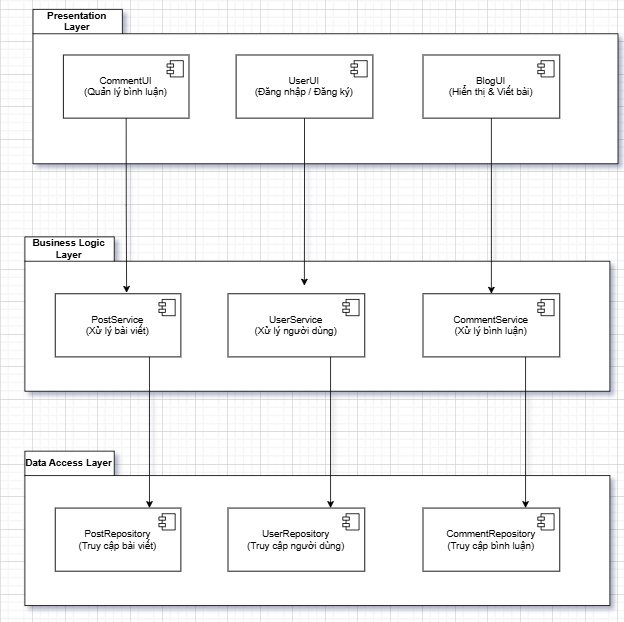 Presentation
Layer
CommentUI
(Quản lý bình luận)
UserUI
(Đăng nhập / Đăng ký)
BlogUI
(Hiển thị & Viết bài)
Business Logic
Layer
PostService
(Xử lý bài viết)
UserService
(Xử lý người dùng)
CommentService
(Xử lý bình luận)
Data Access Layer
PostRepository
(Truy cập bài viết)
UserRepository
(Truy cập người dùng)
CommentRepository
(Truy cập bình luận)